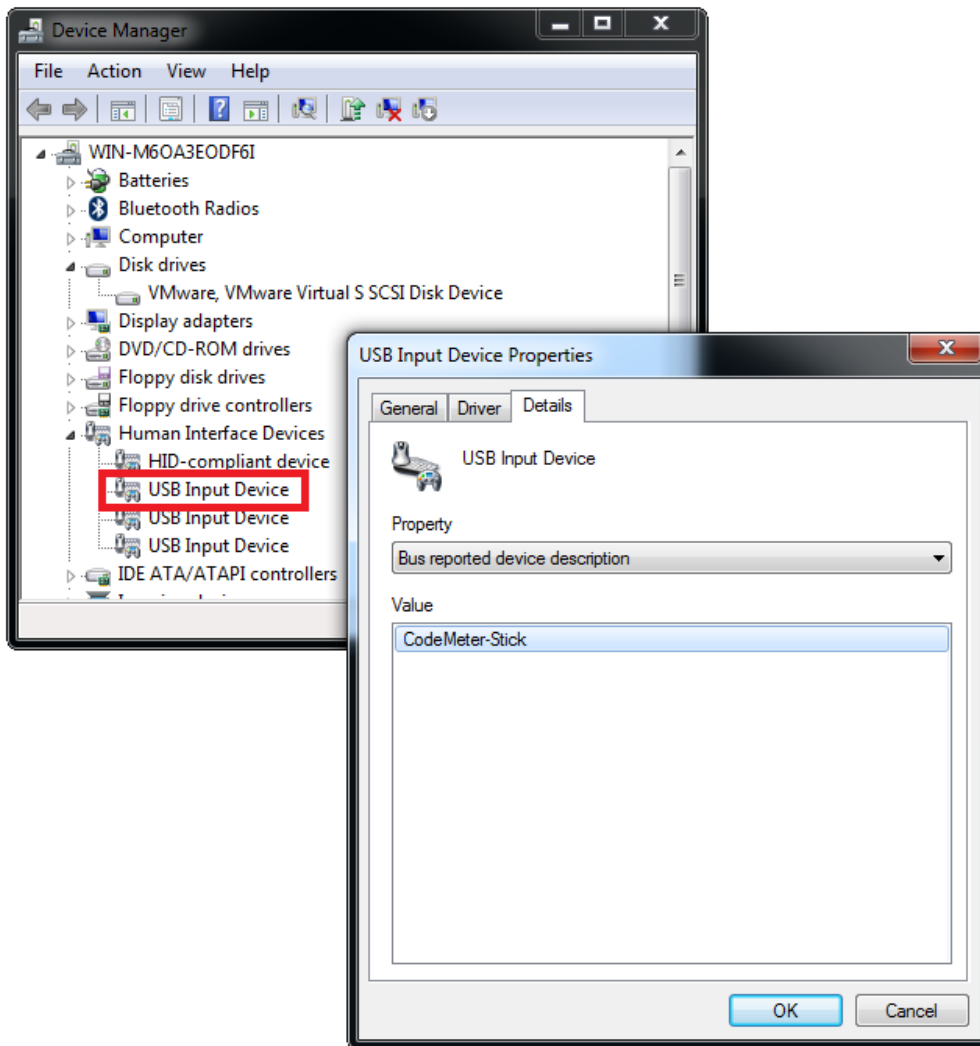 Device Manager
File Action View Help
WIN-M6OA3EODF6I
Batteries
Bluetooth Radios
Computer
Disk drives
VMware, VMware Virtual S SCSI Disk Device
Display adapters
DVD/CD-ROM drives
Floppy disk drives
Floppy drive controllers
Human Interface Devices
HID-compliant device
USB Input Device
USB Input Device
USB Input Device
IDE ATA/ATAPI controllers
USB Input Device Properties
General Driver Details
USB Input Device
Property
Bus reported device description
Value
CodeMeter-Stick
OK Cancel